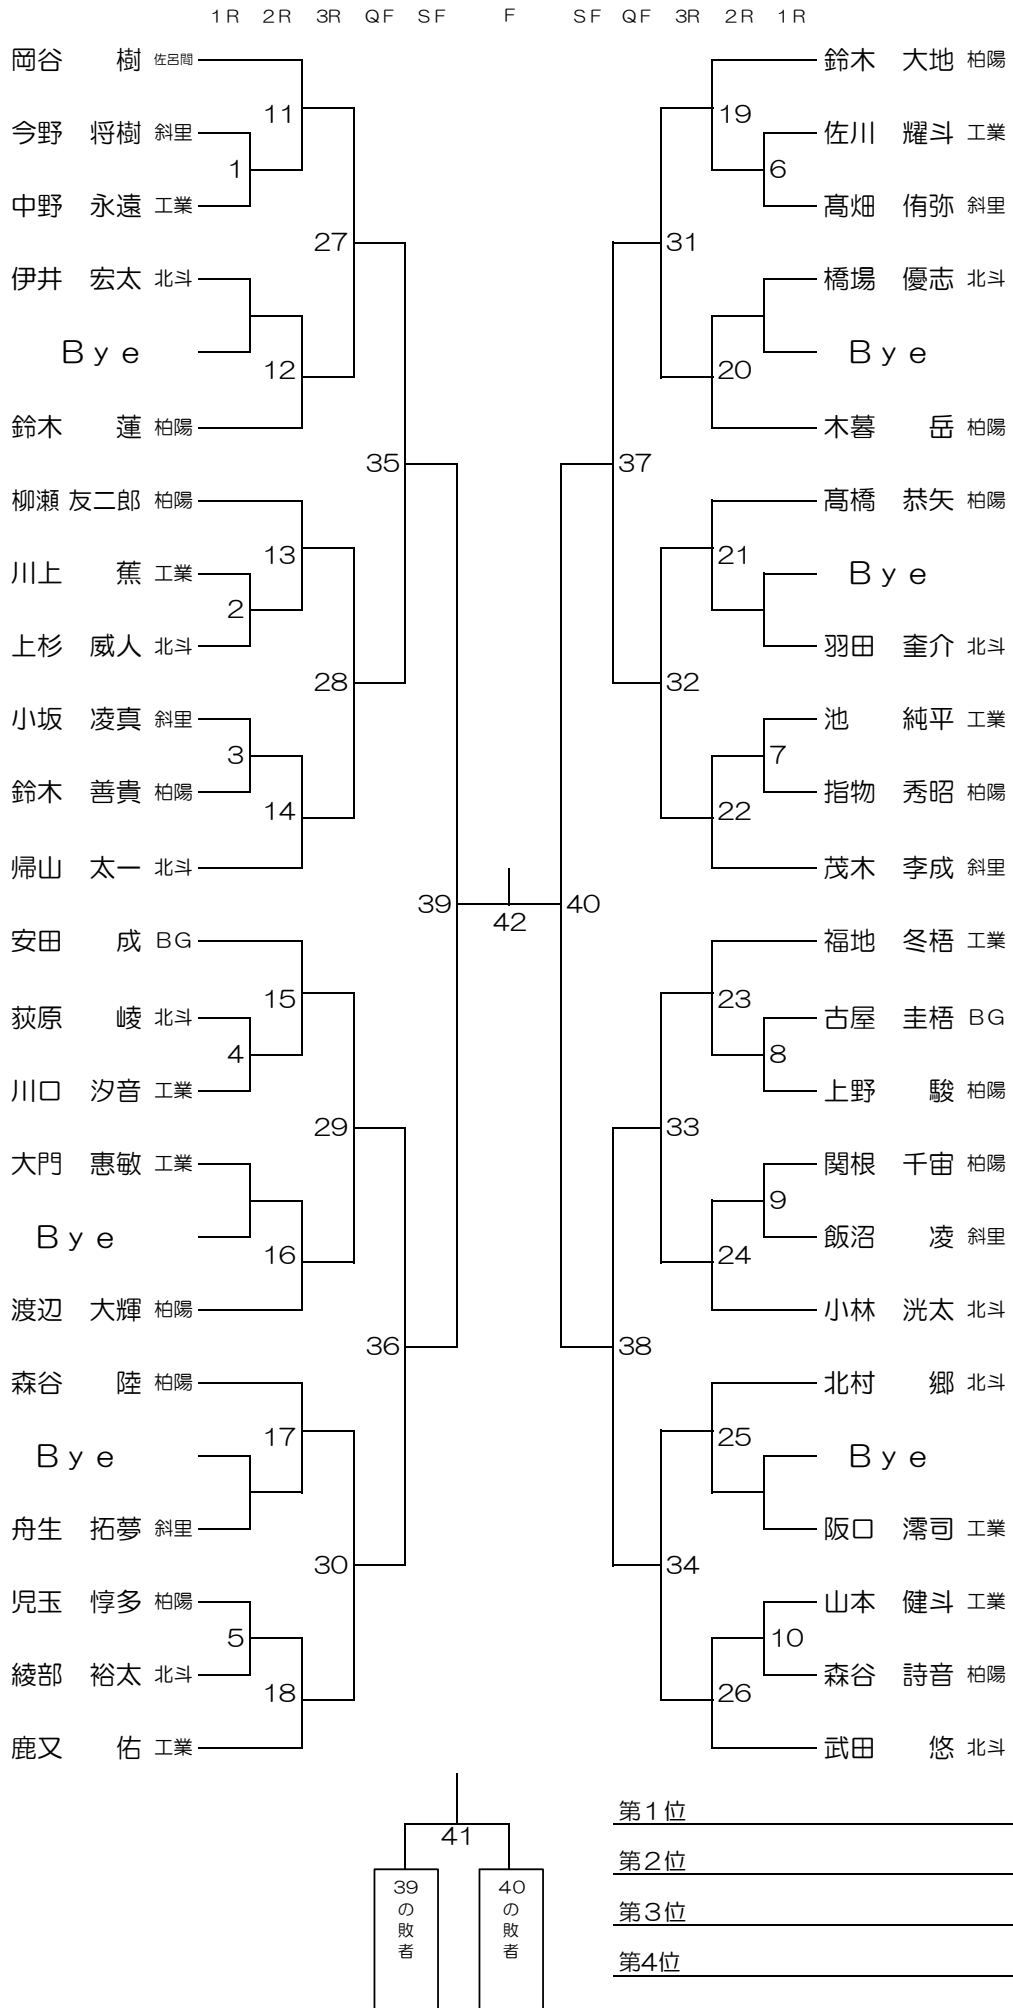 1R 2R 3R QF SF F SF QF 3R 2R 1R
岡谷 樹 佐呂間 鈴木 大地 柏陽
11 19
今野 将樹 斜里 佐川 耀斗 工業
1 6
中野 永遠 工業 髙畑 侑弥 斜里
27 31
伊井 宏太 北斗 橋場 優志 北斗
Bye Bye
12 20
鈴木 蓮 柏陽 木暮 岳 柏陽
35 37
柳瀬 友二郎 柏陽 髙橋 恭矢 柏陽
13 21
川上 蕉 工業 Bye
2
上杉 威人 北斗 羽田 奎介 北斗
28 32
小坂 凌真 斜里 池 純平 工業
3 7
鈴木 善貴 柏陽 指物 秀昭 柏陽
14 22
帰山 太一 北斗 茂木 李成 斜里
39 42 40
安田 成 BG 福地 冬梧 工業
15 23
荻原 崚 北斗 古屋 圭梧 BG
4 8
川口 汐音 工業 上野 駿 柏陽
29 33
大門 惠敏 工業 関根 千宙 柏陽
9
Bye 飯沼 凌 斜里
16 24
渡辺 大輝 柏陽 小林 洸太 北斗
36 38
森谷 陸 柏陽 北村 郷 北斗
17 25
Bye Bye
舟生 拓夢 斜里 阪口 澪司 工業
30 34
児玉 惇多 柏陽 山本 健斗 工業
5 10
綾部 裕太 北斗 森谷 詩音 柏陽
18 26
鹿又 佑 工業 武田 悠 北斗
41
39の敗者 40の敗者
第1位
第2位
第3位
第4位